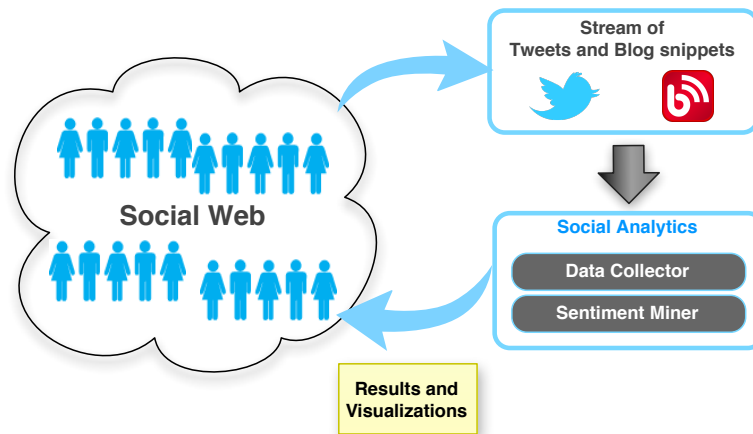 Stream of
Tweets and Blog snippets
Social Web
Social Analytics
Data Collector
Sentiment Miner
Results and
Visualizations